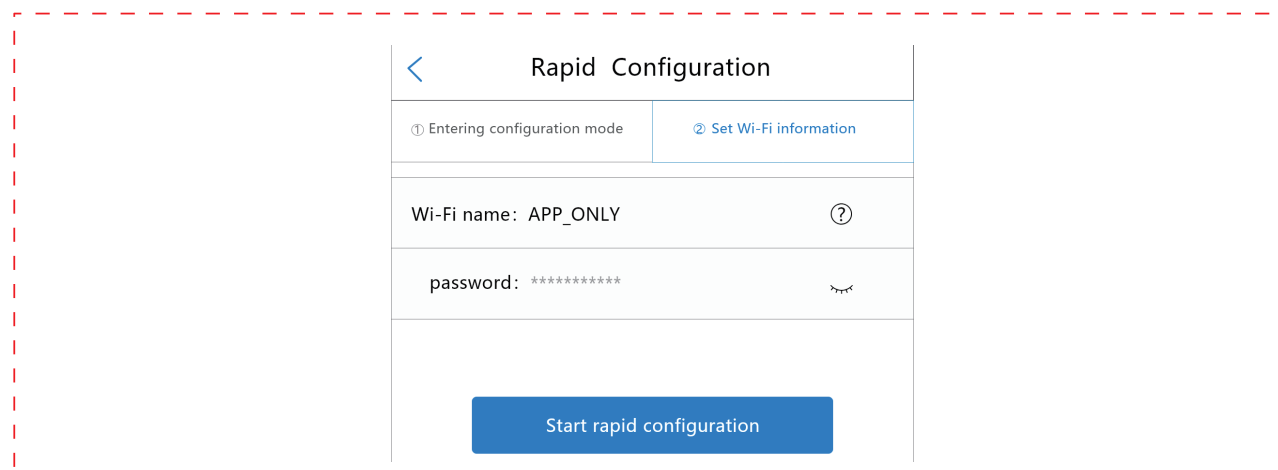 Rapid Configuration
① Entering configuration mode ② Set Wi-Fi information
Wi-Fi name: APP_ONLY ?
password: ***********
Start rapid configuration